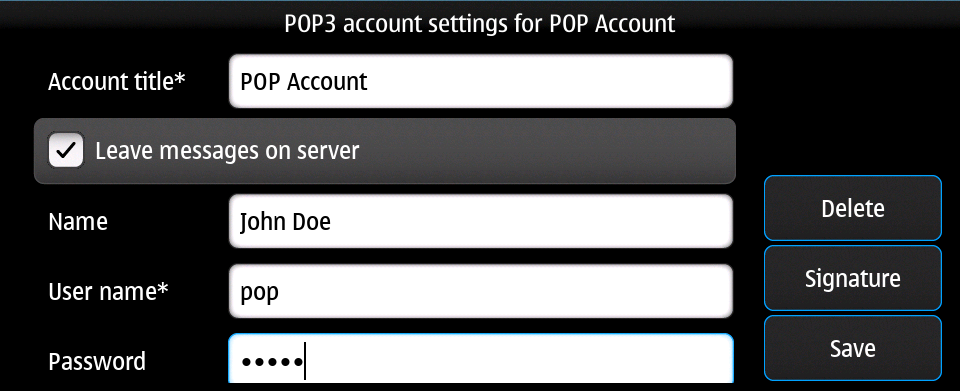 POP3 account settings for POP Account
Account title* POP Account
Leave messages on server
Name John Doe
Delete
User name* pop
Signature
Password •••••
Save